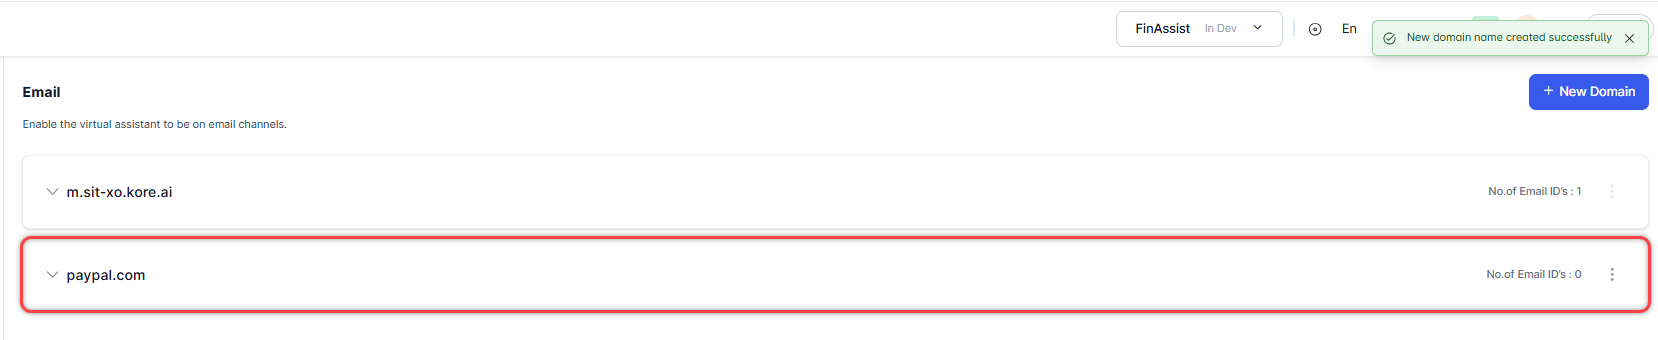 FinAssist In Dev En New domain name created successfully
Email
+ New Domain
Enable the virtual assistant to be on email channels.
m.sit-xo.kore.ai No.of Email ID's : 1
paypal.com No.of Email ID's : 0